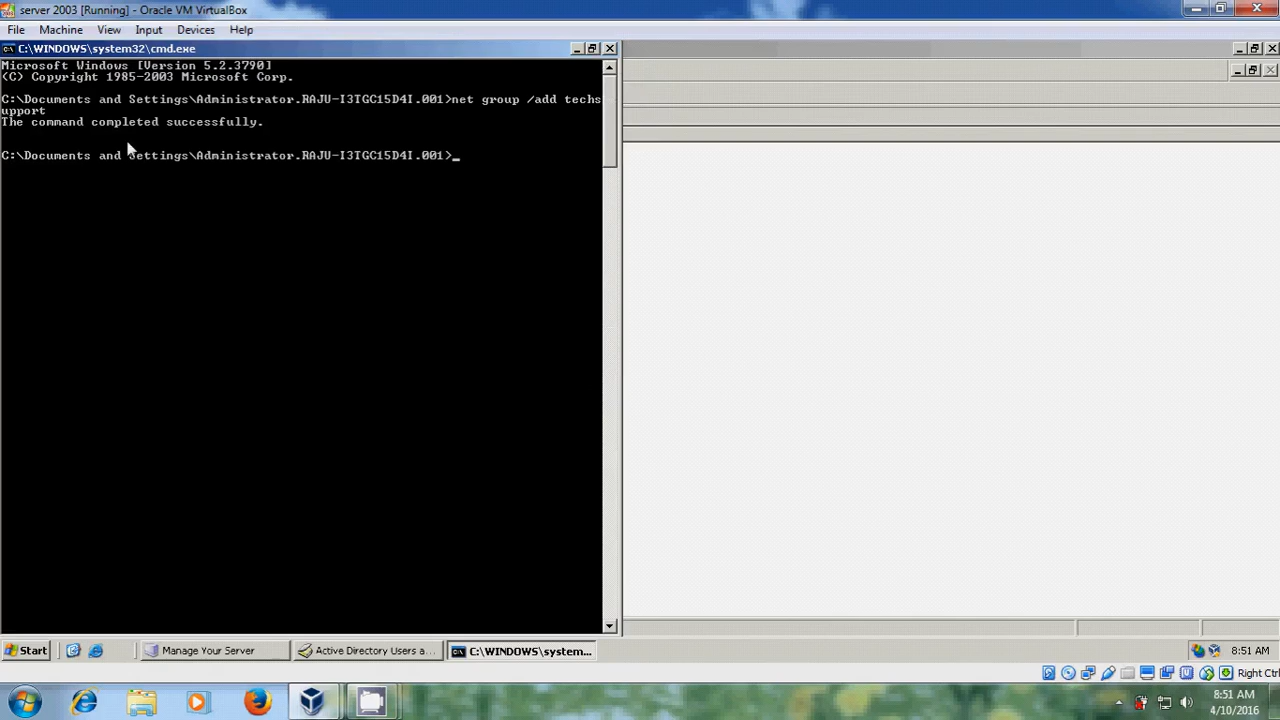 server 2003 [Running] - Oracle VM VirtualBox
File Machine View Input Devices Help
C:\WINDOWS\system32\cmd.exe
Microsoft Windows [Version 5.2.3790]
(C) Copyright 1985-2003 Microsoft Corp.
C:\Documents and Settings\Administrator.RAJU-I3TGC15D4I.001>net group /add techs
upport
The command completed successfully.
C:\Documents and Settings\Administrator.RAJU-I3TGC15D4I.001>_
Start Manage Your Server Active Directory Users a... C:\WINDOWS\system... 8:51 AM
Right Ctrl
8:51 AM
4/10/2016